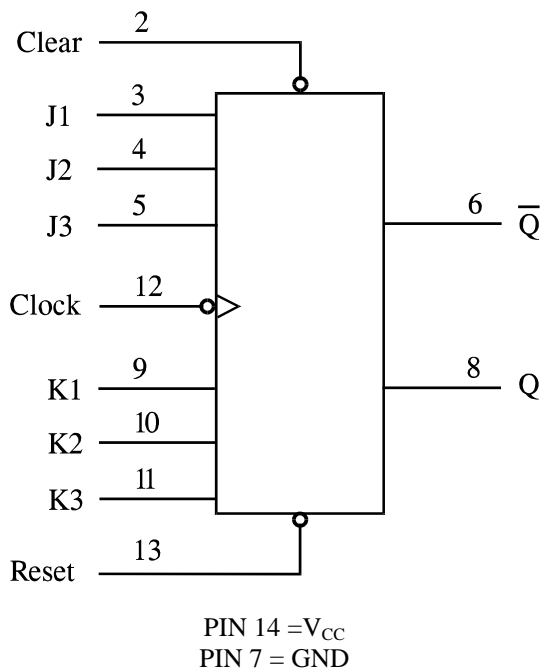 Clear 2
J1 3
J2 4
J3 5
6 Q̅
Clock 12
K1 9
8 Q
K2 10
K3 11
Reset 13
PIN 14 =VCC
PIN 7 = GND